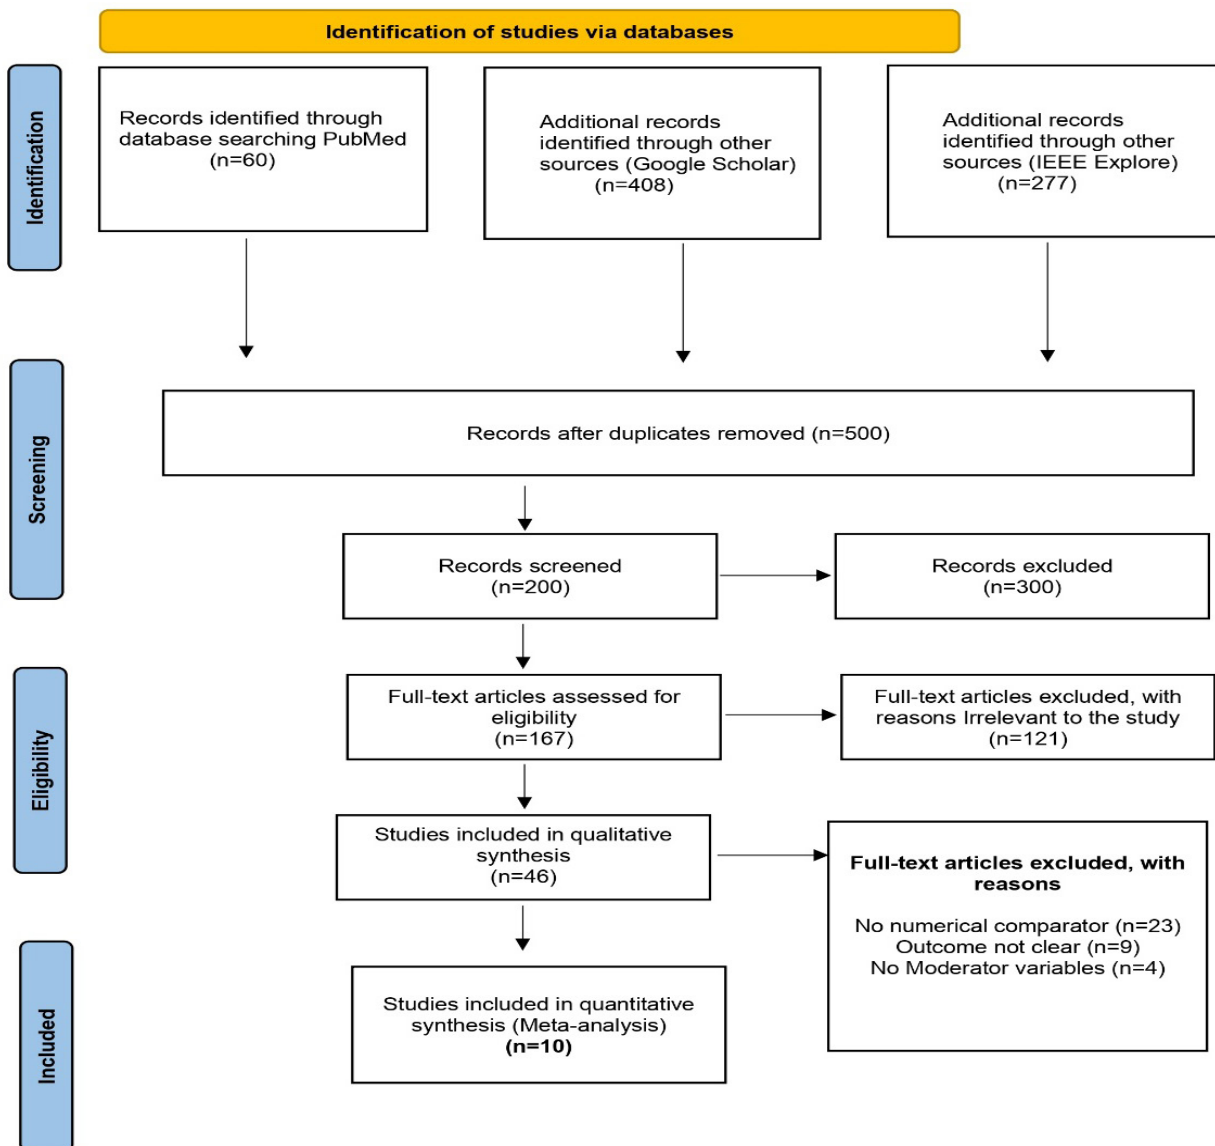 Identification of studies via databases
Identification
Records identified through
database searching PubMed
(n=60)
Additional records
identified through other
sources (Google Scholar)
(n=408)
Additional records
identified through other
sources (IEEE Explore)
(n=277)
Screening
Records after duplicates removed (n=500)
Records screened
(n=200)
Records excluded
(n=300)
Eligibility
Full-text articles assessed for
eligibility
(n=167)
Full-text articles excluded, with
reasons Irrelevant to the study
(n=121)
Studies included in qualitative
synthesis
(n=46)
Full-text articles excluded, with
reasons
No numerical comparator (n=23)
Outcome not clear (n=9)
No Moderator variables (n=4)
Included
Studies included in quantitative
synthesis (Meta-analysis)
(n=10)